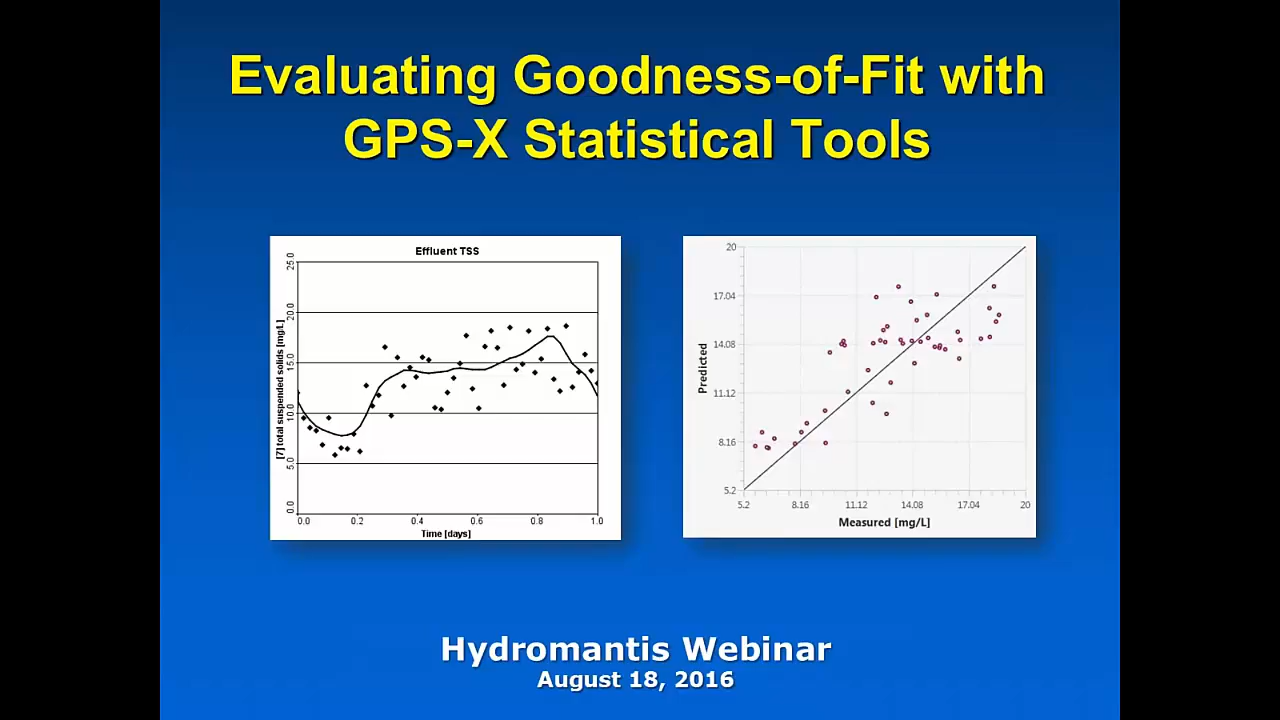 Evaluating Goodness-of-Fit with
GPS-X Statistical Tools
Effluent TSS
[7] total suspended solids [mg/L]
25.0
20.0
15.0
10.0
5.0
0.0
0.0 0.2 0.4 0.6 0.8 1.0
Time [days]
Predicted
20
17.04
14.08
11.12
8.16
5.2
5.2 8.16 11.12 14.08 17.04 20
Measured [mg/L]
Hydromantis Webinar
August 18, 2016